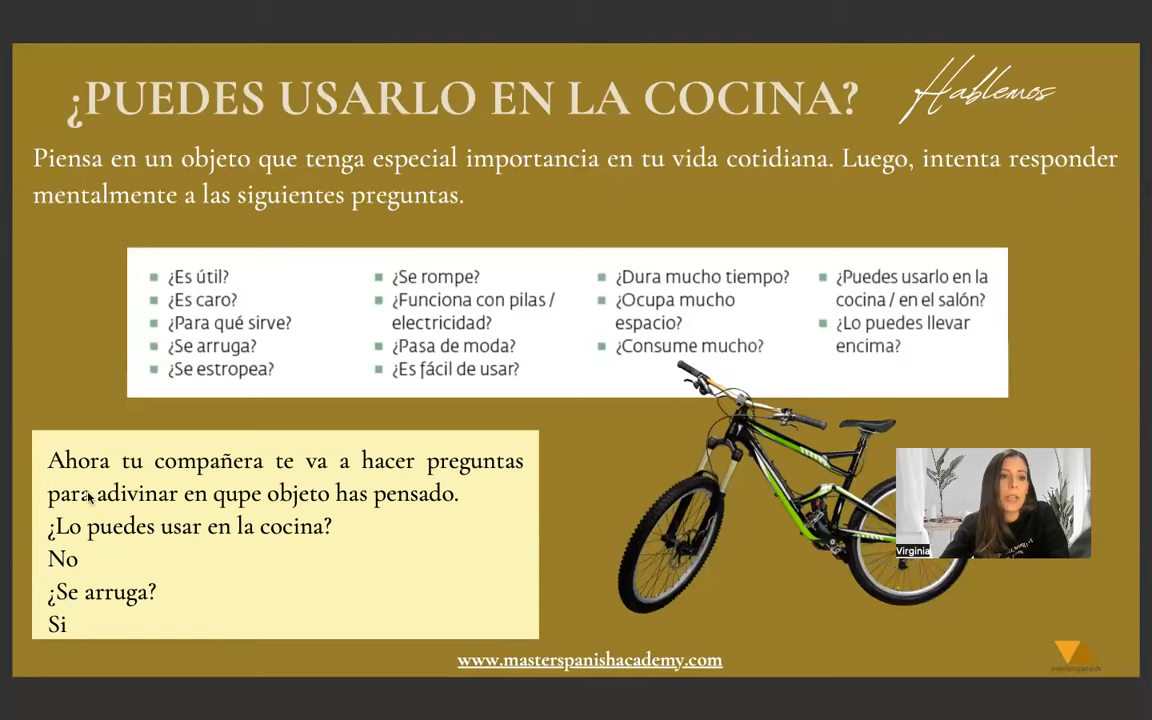 ¿PUEDES USARLO EN LA COCINA?
Hablemos
Piensa en un objeto que tenga especial importancia en tu vida cotidiana. Luego, intenta responder
mentalmente a las siguientes preguntas.
¿Es útil?
¿Es caro?
¿Para qué sirve?
¿Se arruga?
¿Se estropea?
¿Se rompe?
¿Funciona con pilas /
electricidad?
¿Pasa de moda?
¿Es fácil de usar?
¿Dura mucho tiempo?
¿Ocupa mucho
espacio?
¿Consume mucho?
¿Puedes usarlo en la
cocina / en el salón?
¿Lo puedes llevar
encima?
Ahora tu compañera te va a hacer preguntas
para adivinar en qupe objeto has pensado.
¿Lo puedes usar en la cocina?
No
¿Se arruga?
Si
Virginia
www.masterspanishacademy.com